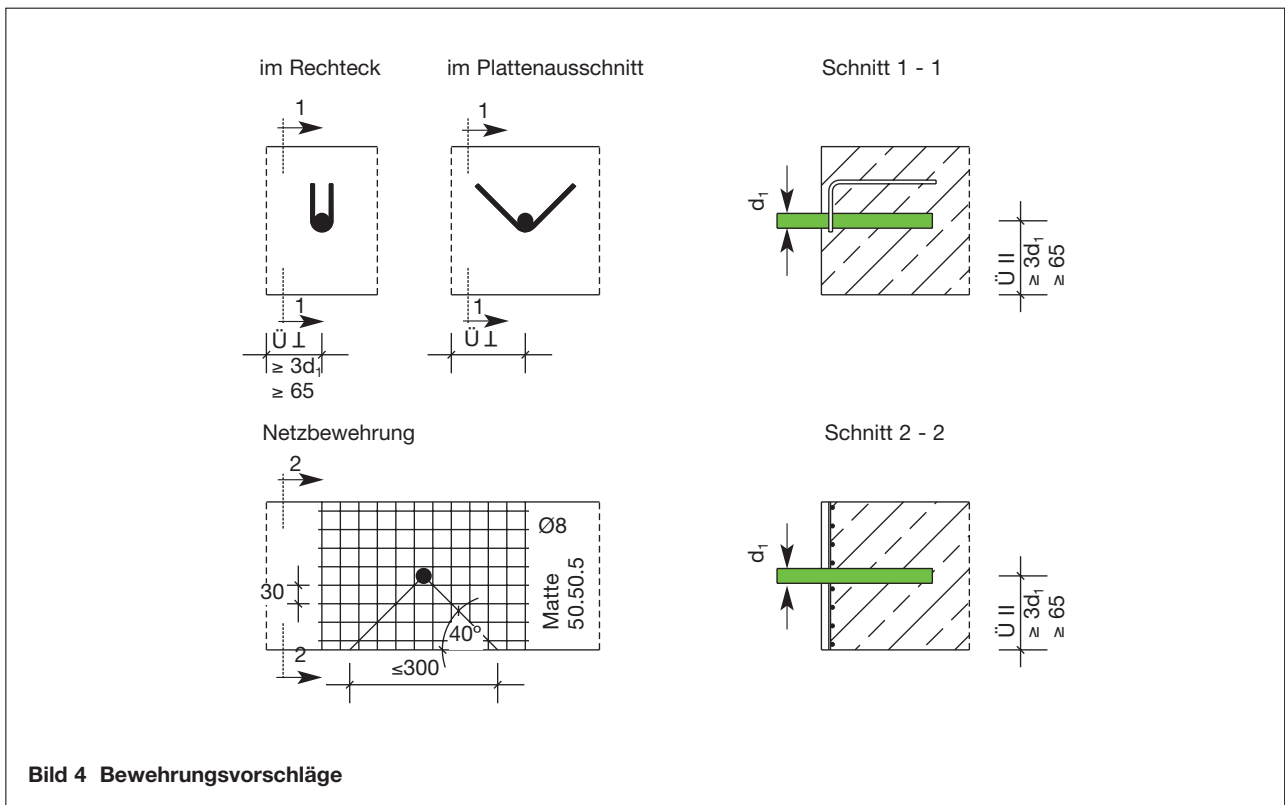 im Rechteck
im Plattenausschnitt
Schnitt 1 - 1
1
1
1
1
Ü ⊥
≥ 3d₁
≥ 65
Ü ⊥
d₁
Ü II
≥ 3d₁
≥ 65
Netzbewehrung
Schnitt 2 - 2
2
Ø8
Matte
50.50.5
30
40º
≤300
2
d₁
Ü II
≥ 3d₁
≥ 65
Bild 4 Bewehrungsvorschläge